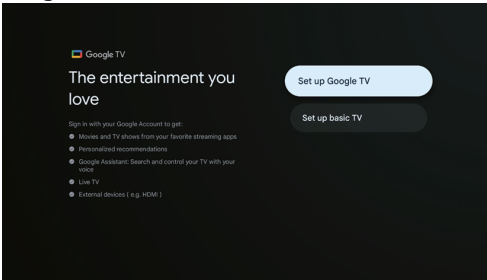 Google TV
The entertainment you
love
Sign in with your Google Account to get:
Movies and TV shows from your favorite streaming apps
Personalized recommendations
Google Assistant: Search and control your TV with your
voice
Live TV
External devices ( e.g. HDMI )
Set up Google TV
Set up basic TV